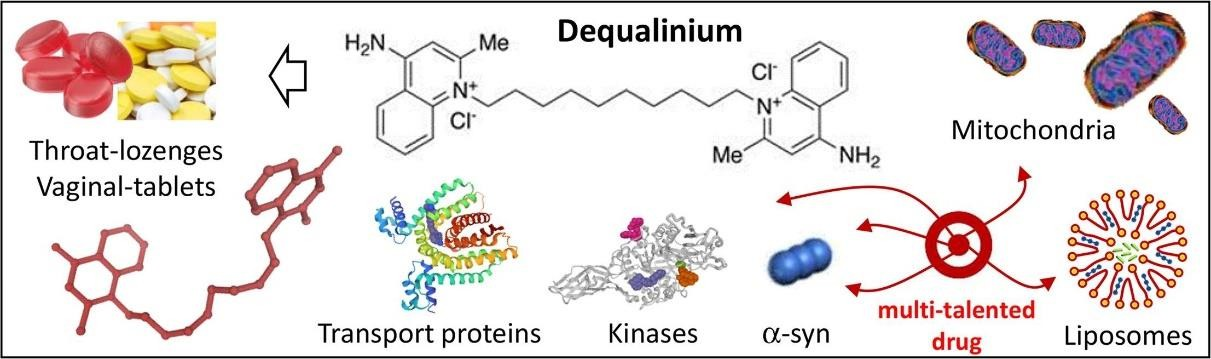 Dequalinium
H₂N
Me
N⁺
Cl⁻
Cl⁻
N⁺
Me
NH₂
Throat-lozenges
Vaginal-tablets
Mitochondria
Transport proteins
Kinases
α-syn
multi-talented
drug
Liposomes